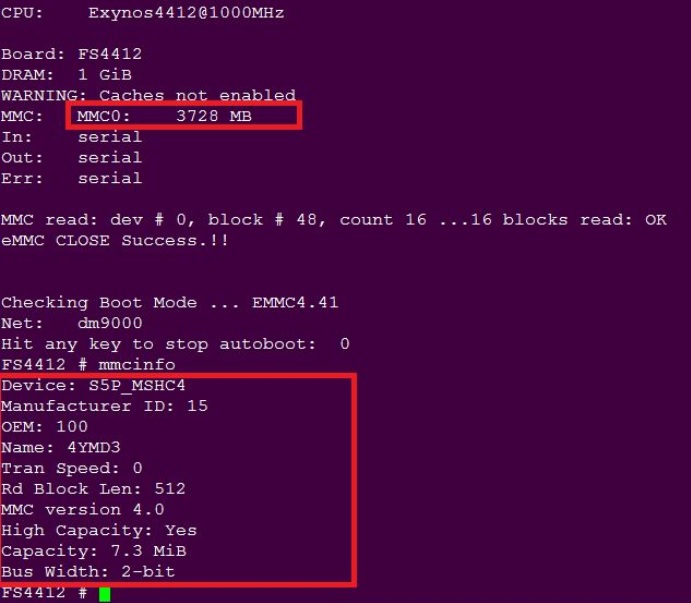 CPU:    Exynos4412@1000MHz
Board: FS4412
DRAM:  1 GiB
WARNING: Caches not enabled
MMC:   MMC0:    3728 MB
In:    serial
Out:   serial
Err:   serial
MMC read: dev # 0, block # 48, count 16 ...16 blocks read: OK
eMMC CLOSE Success.!!
Checking Boot Mode ... EMMC4.41
Net:   dm9000
Hit any key to stop autoboot:  0
FS4412 # mmcinfo
Device: S5P_MSHC4
Manufacturer ID: 15
OEM: 100
Name: 4YMD3
Tran Speed: 0
Rd Block Len: 512
MMC version 4.0
High Capacity: Yes
Capacity: 7.3 MiB
Bus Width: 2-bit
FS4412 #